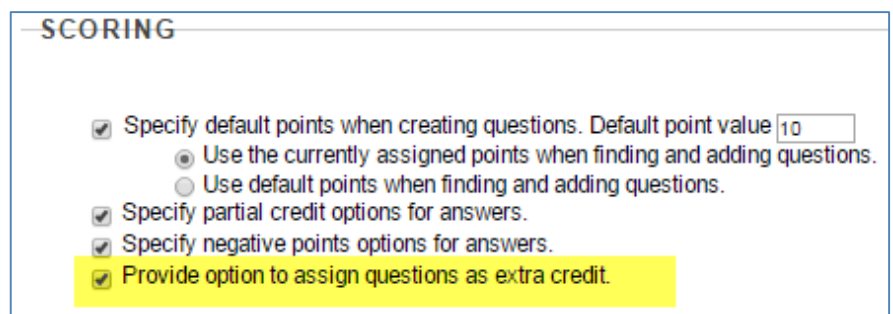 SCORING
Specify default points when creating questions. Default point value 10
Use the currently assigned points when finding and adding questions.
Use default points when finding and adding questions.
Specify partial credit options for answers.
Specify negative points options for answers.
Provide option to assign questions as extra credit.